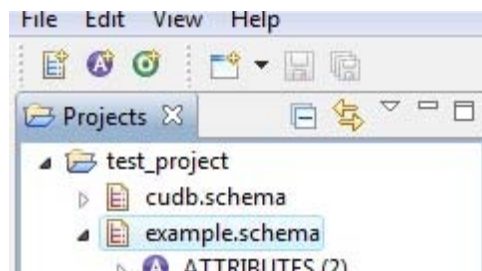 File Edit View Help
Projects
test_project
cudb.schema
example.schema
ATTRIBUTES (2)